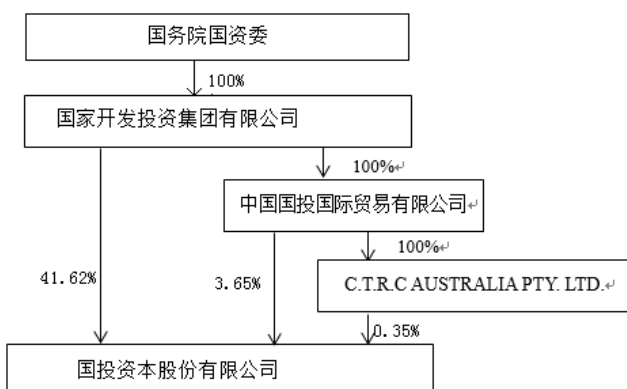 国务院国资委
100%
国家开发投资集团有限公司
100%
中国国投国际贸易有限公司
100%
41.62%
3.65%
C.T.R.C AUSTRALIA PTY. LTD.
0.35%
国投资本股份有限公司